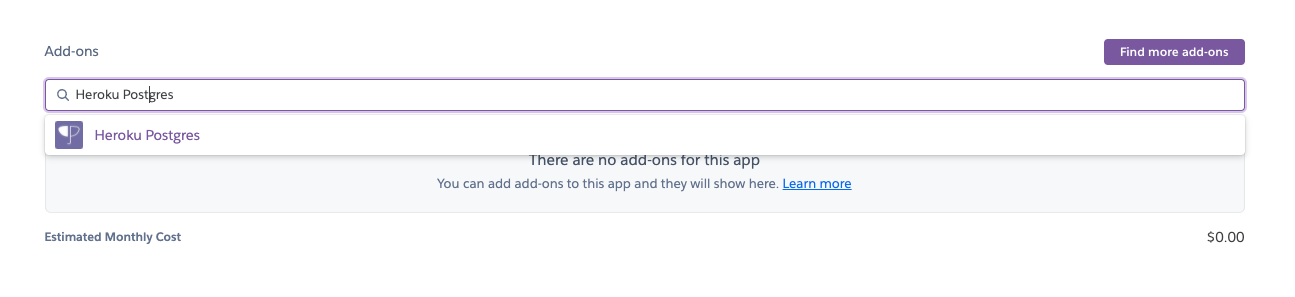 Add-ons
Find more add-ons
Heroku Postgres
Heroku Postgres
There are no add-ons for this app
You can add add-ons to this app and they will show here. Learn more
Estimated Monthly Cost
$0.00